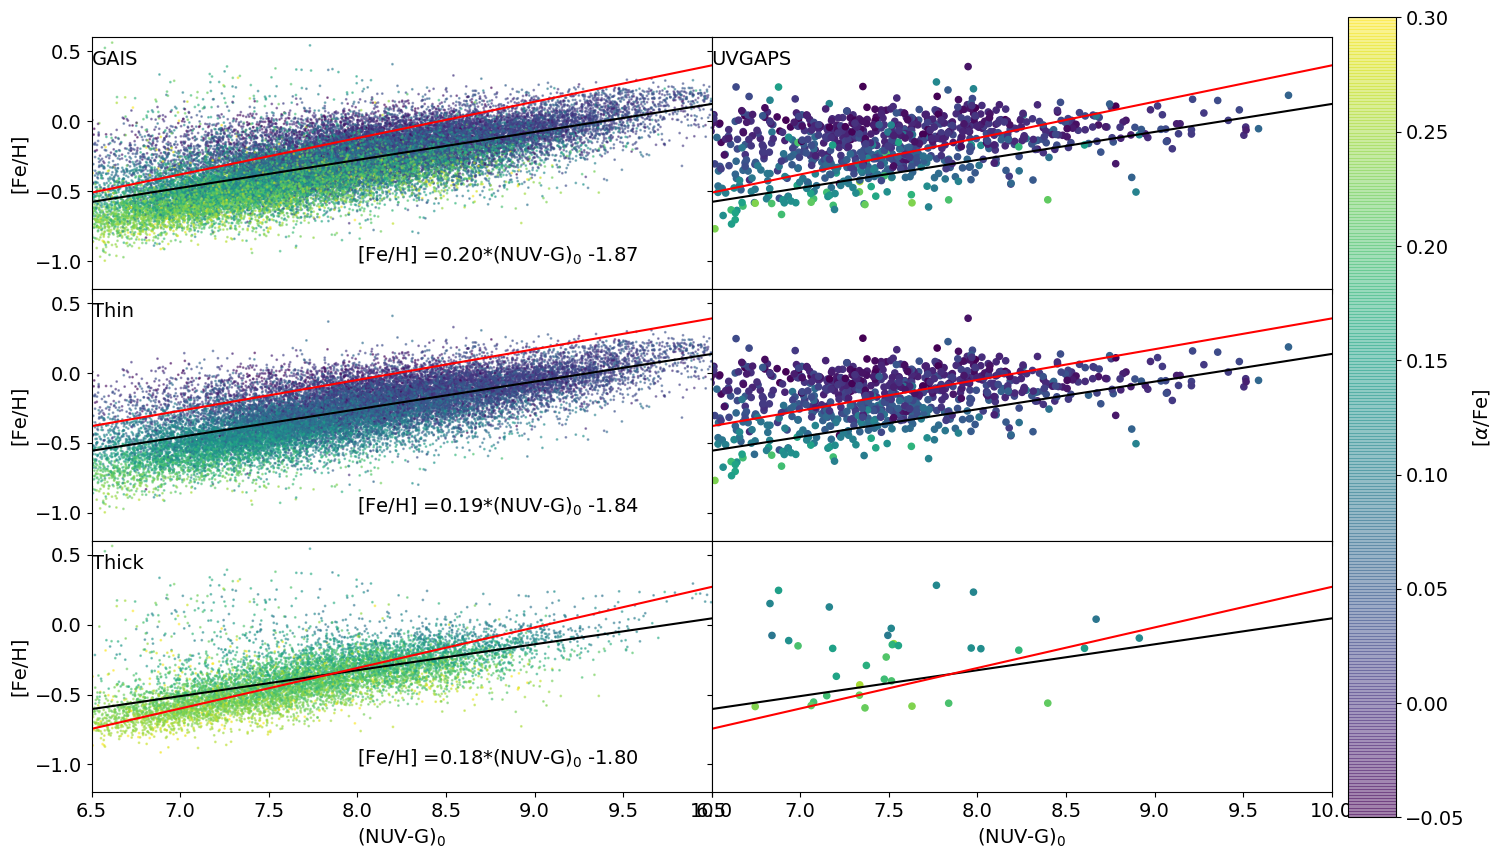 GAIS
UVGAPS
0.5
0.0
−0.5
−1.0
[Fe/H]
[Fe/H] =0.20*(NUV-G)₀ -1.87
Thin
0.5
0.0
−0.5
−1.0
[Fe/H]
[Fe/H] =0.19*(NUV-G)₀ -1.84
Thick
0.5
0.0
−0.5
−1.0
[Fe/H]
[Fe/H] =0.18*(NUV-G)₀ -1.80
6.5 7.0 7.5 8.0 8.5 9.0 9.5 10.0
6.5 7.0 7.5 8.0 8.5 9.0 9.5 10.0
(NUV-G)₀
(NUV-G)₀
0.30
0.25
0.20
0.15
0.10
0.05
0.00
−0.05
[α/Fe]